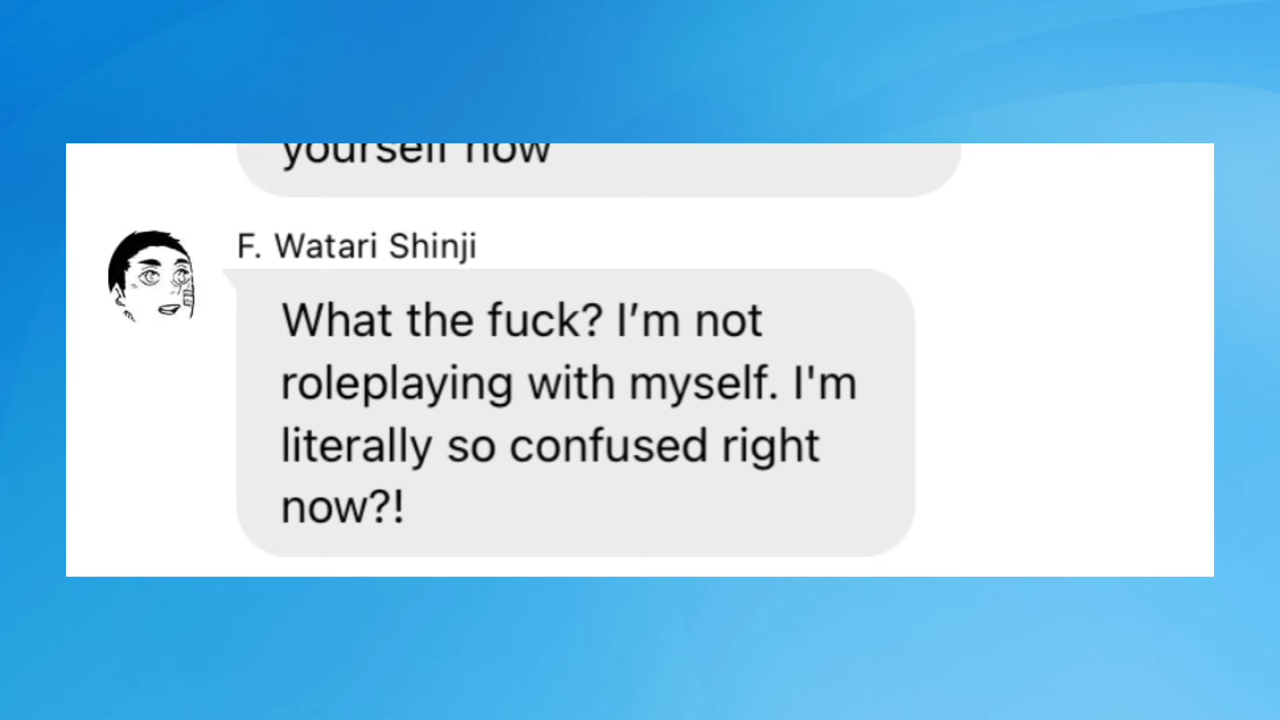 yourself now
F. Watari Shinji
What the fuck? I’m not
roleplaying with myself. I'm
literally so confused right
now?!